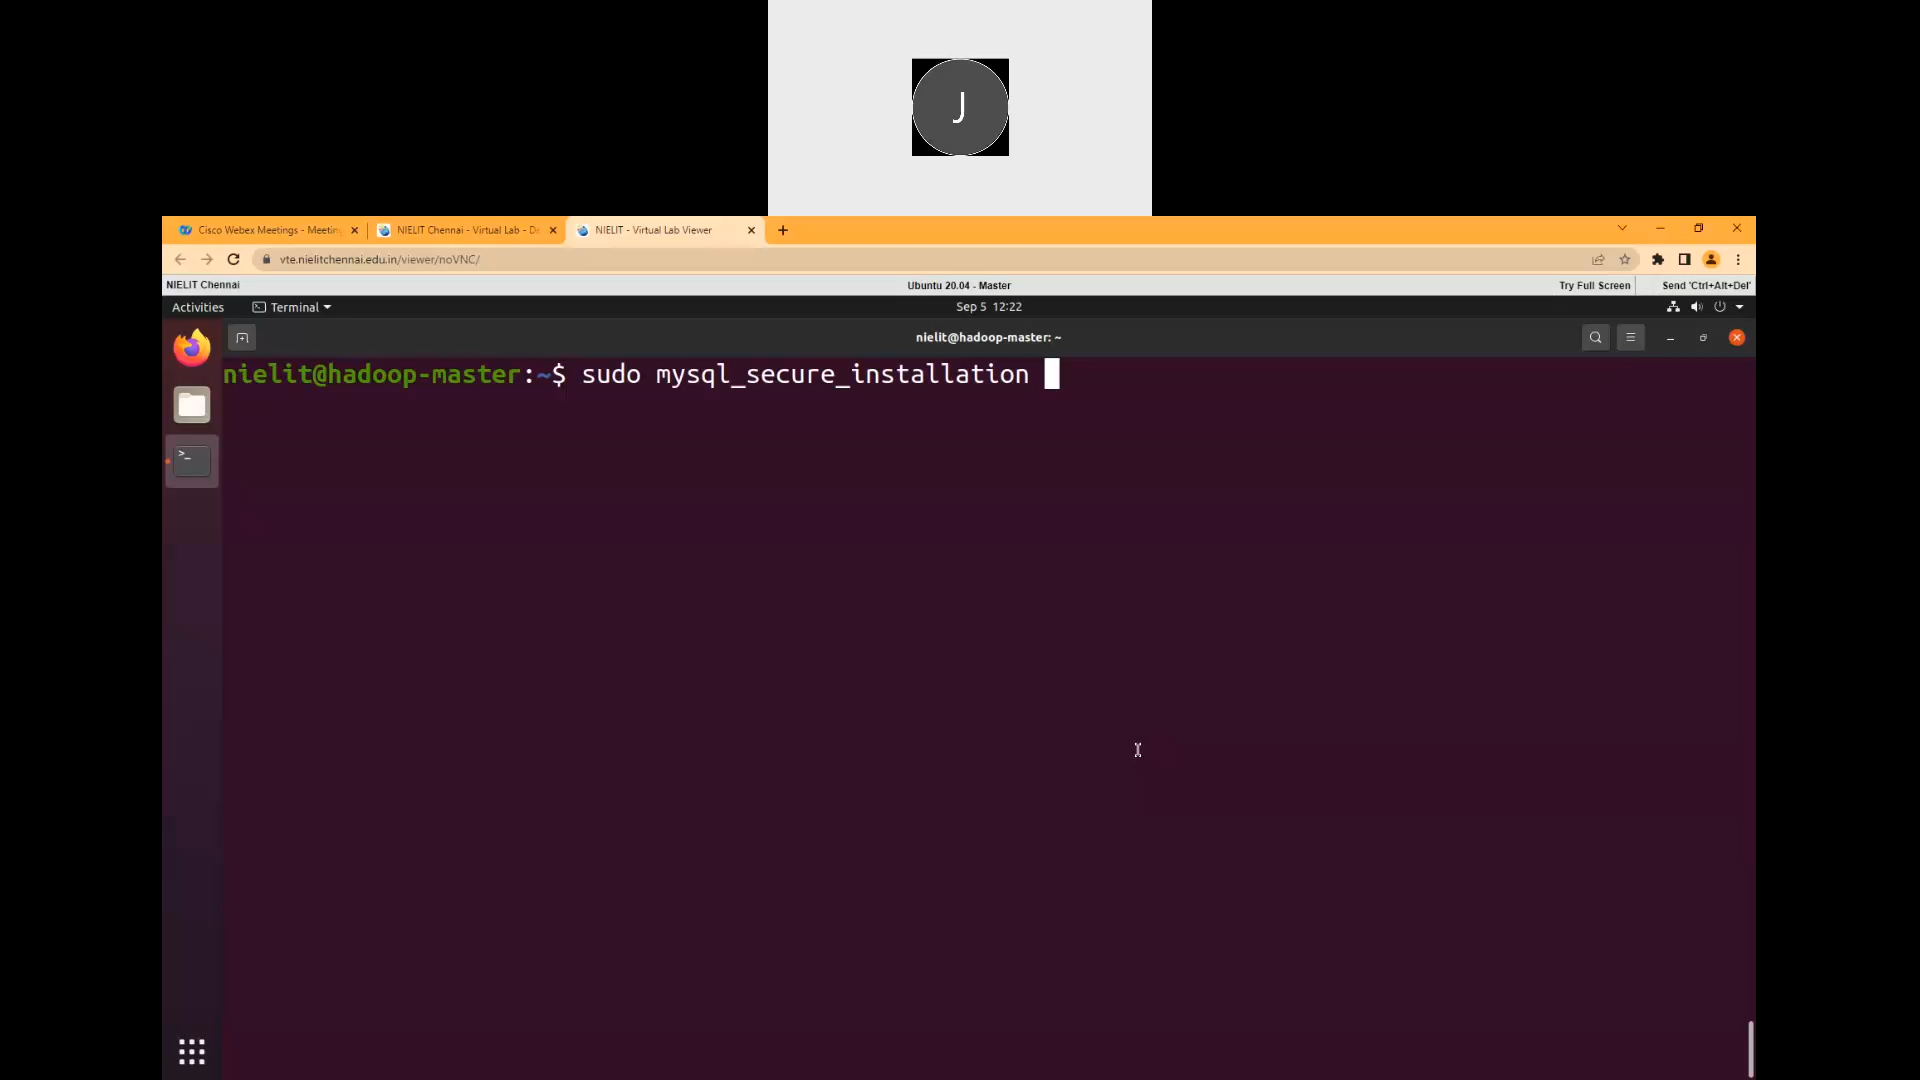 J
Cisco Webex Meetings - Meetin
NIELIT Chennai - Virtual Lab - De
NIELIT - Virtual Lab Viewer
vte.nielitchennai.edu.in/viewer/noVNC/
NIELIT Chennai
Ubuntu 20.04 - Master
Try Full Screen
Send 'Ctrl+Alt+Del'
Activities
Terminal
Sep 5 12:22
nielit@hadoop-master: ~
nielit@hadoop-master:~$ sudo mysql_secure_installation